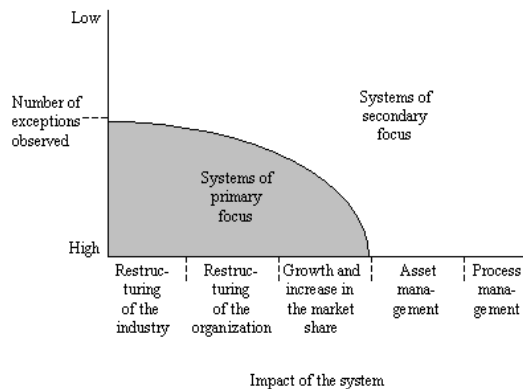 Low
Number of
exceptions
observed
Systems of
secondary
focus
Systems of
primary
focus
High
Restruc-
turing
of the
industry
Restruc-
turing
of the
organization
Growth and
increase in
the market
share
Asset
mana-
gement
Process
mana-
gement
Impact of the system